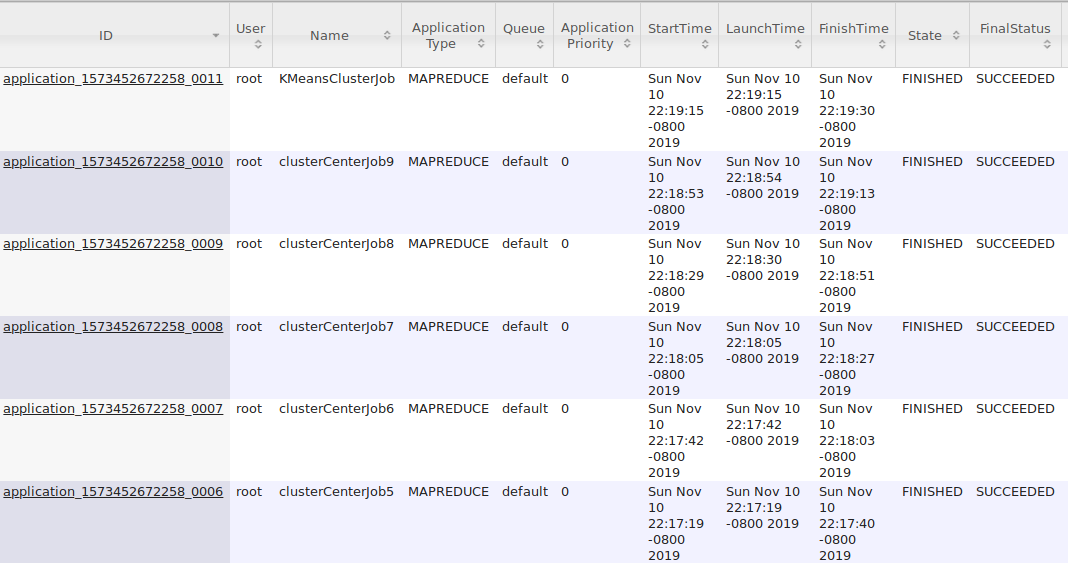 ID User Name Application Type Queue Application Priority StartTime LaunchTime FinishTime State FinalStatus
application_1573452672258_0011 root KMeansClusterJob MAPREDUCE default 0 Sun Nov 10 22:19:15 -0800 2019 Sun Nov 10 22:19:15 -0800 2019 Sun Nov 10 22:19:30 -0800 2019 FINISHED SUCCEEDED
application_1573452672258_0010 root clusterCenterJob9 MAPREDUCE default 0 Sun Nov 10 22:18:53 -0800 2019 Sun Nov 10 22:18:54 -0800 2019 Sun Nov 10 22:19:13 -0800 2019 FINISHED SUCCEEDED
application_1573452672258_0009 root clusterCenterJob8 MAPREDUCE default 0 Sun Nov 10 22:18:29 -0800 2019 Sun Nov 10 22:18:30 -0800 2019 Sun Nov 10 22:18:51 -0800 2019 FINISHED SUCCEEDED
application_1573452672258_0008 root clusterCenterJob7 MAPREDUCE default 0 Sun Nov 10 22:18:05 -0800 2019 Sun Nov 10 22:18:05 -0800 2019 Sun Nov 10 22:18:27 -0800 2019 FINISHED SUCCEEDED
application_1573452672258_0007 root clusterCenterJob6 MAPREDUCE default 0 Sun Nov 10 22:17:42 -0800 2019 Sun Nov 10 22:17:42 -0800 2019 Sun Nov 10 22:18:03 -0800 2019 FINISHED SUCCEEDED
application_1573452672258_0006 root clusterCenterJob5 MAPREDUCE default 0 Sun Nov 10 22:17:19 -0800 2019 Sun Nov 10 22:17:19 -0800 2019 Sun Nov 10 22:17:40 -0800 2019 FINISHED SUCCEEDED